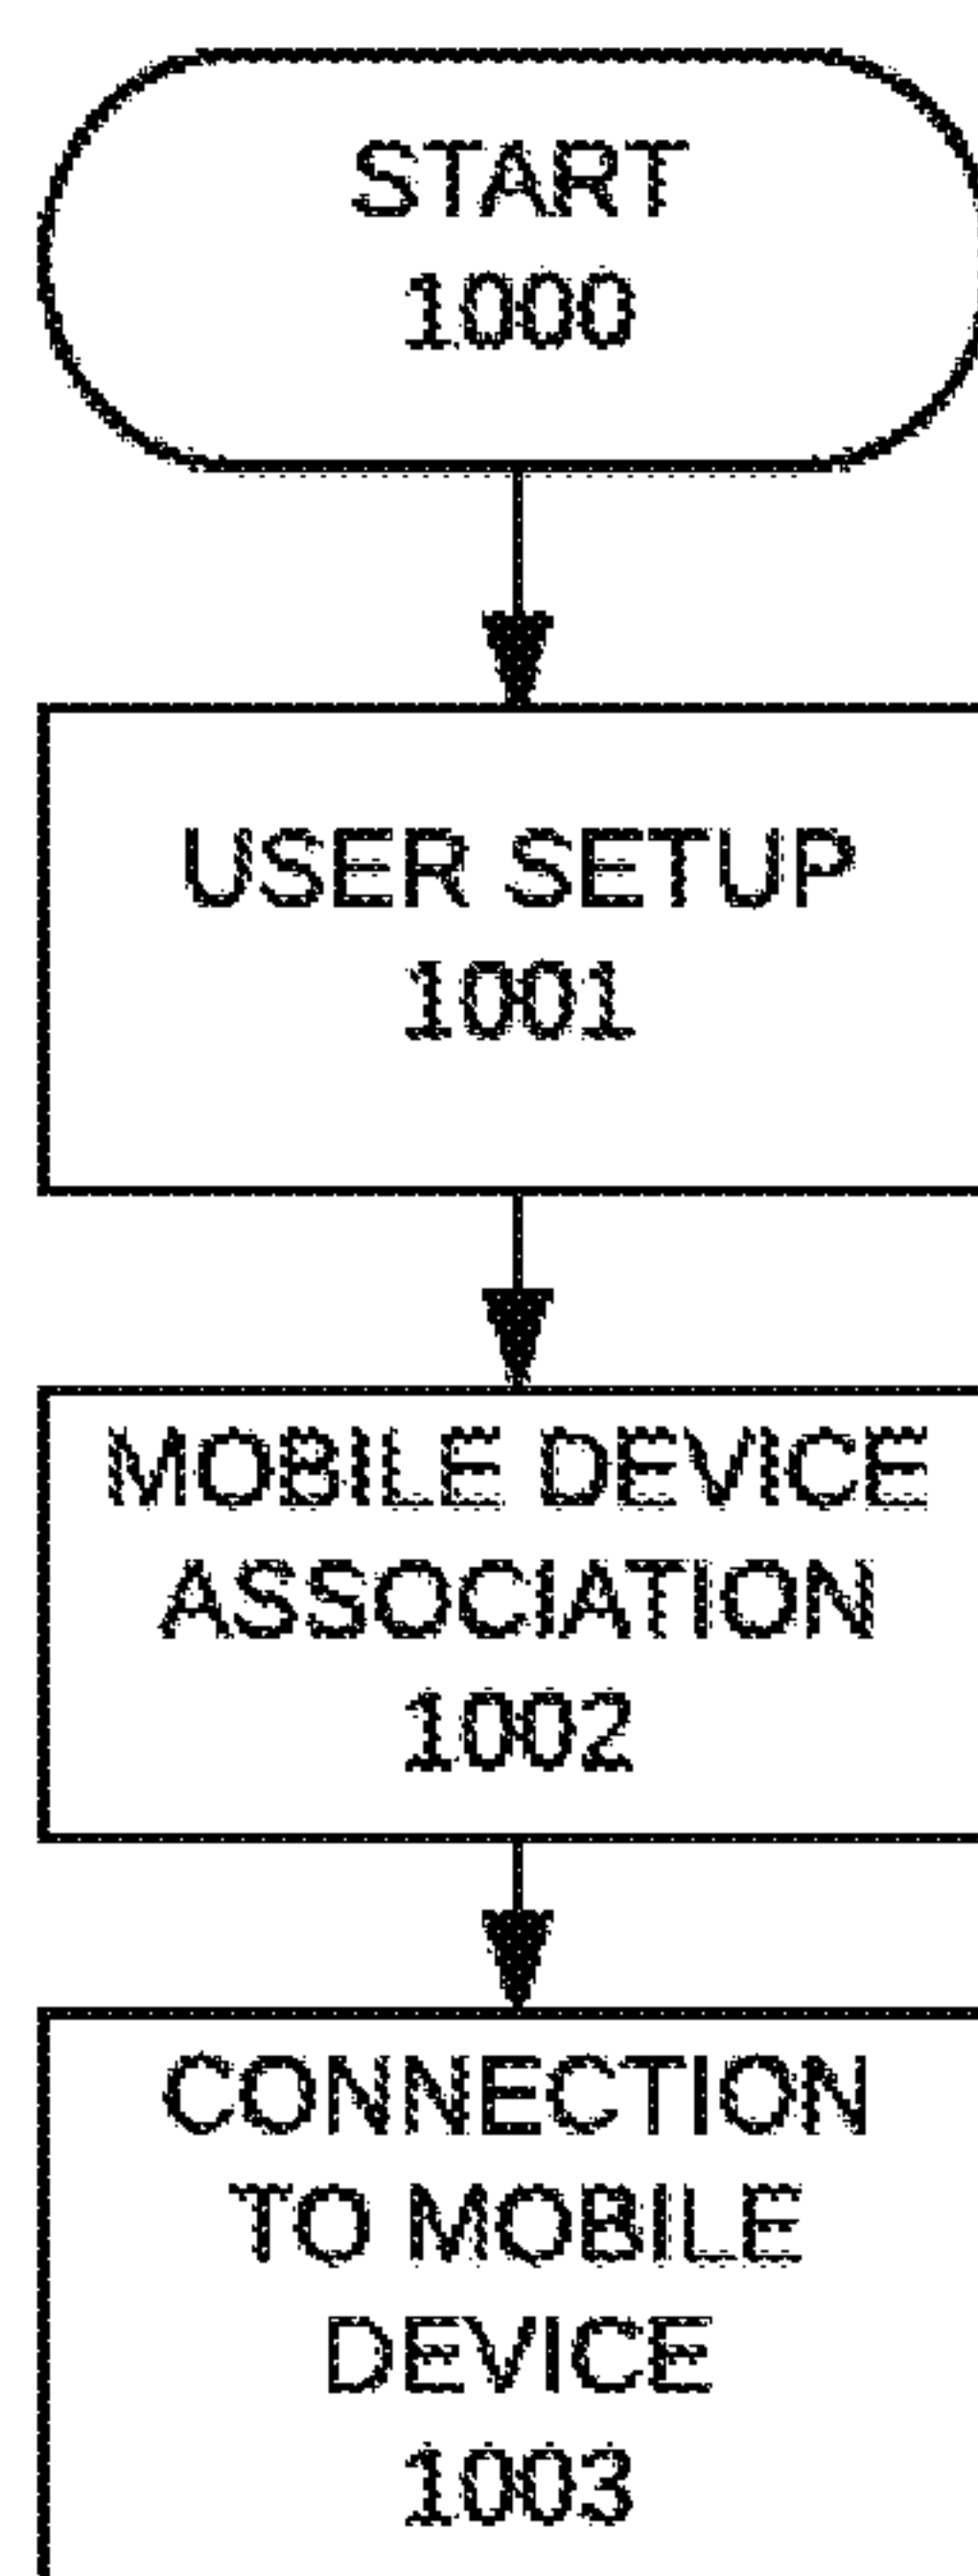 START
1000
USER SETUP
1001
MOBILE DEVICE
ASSOCIATION
1002
CONNECTION
TO MOBILE
DEVICE
1003